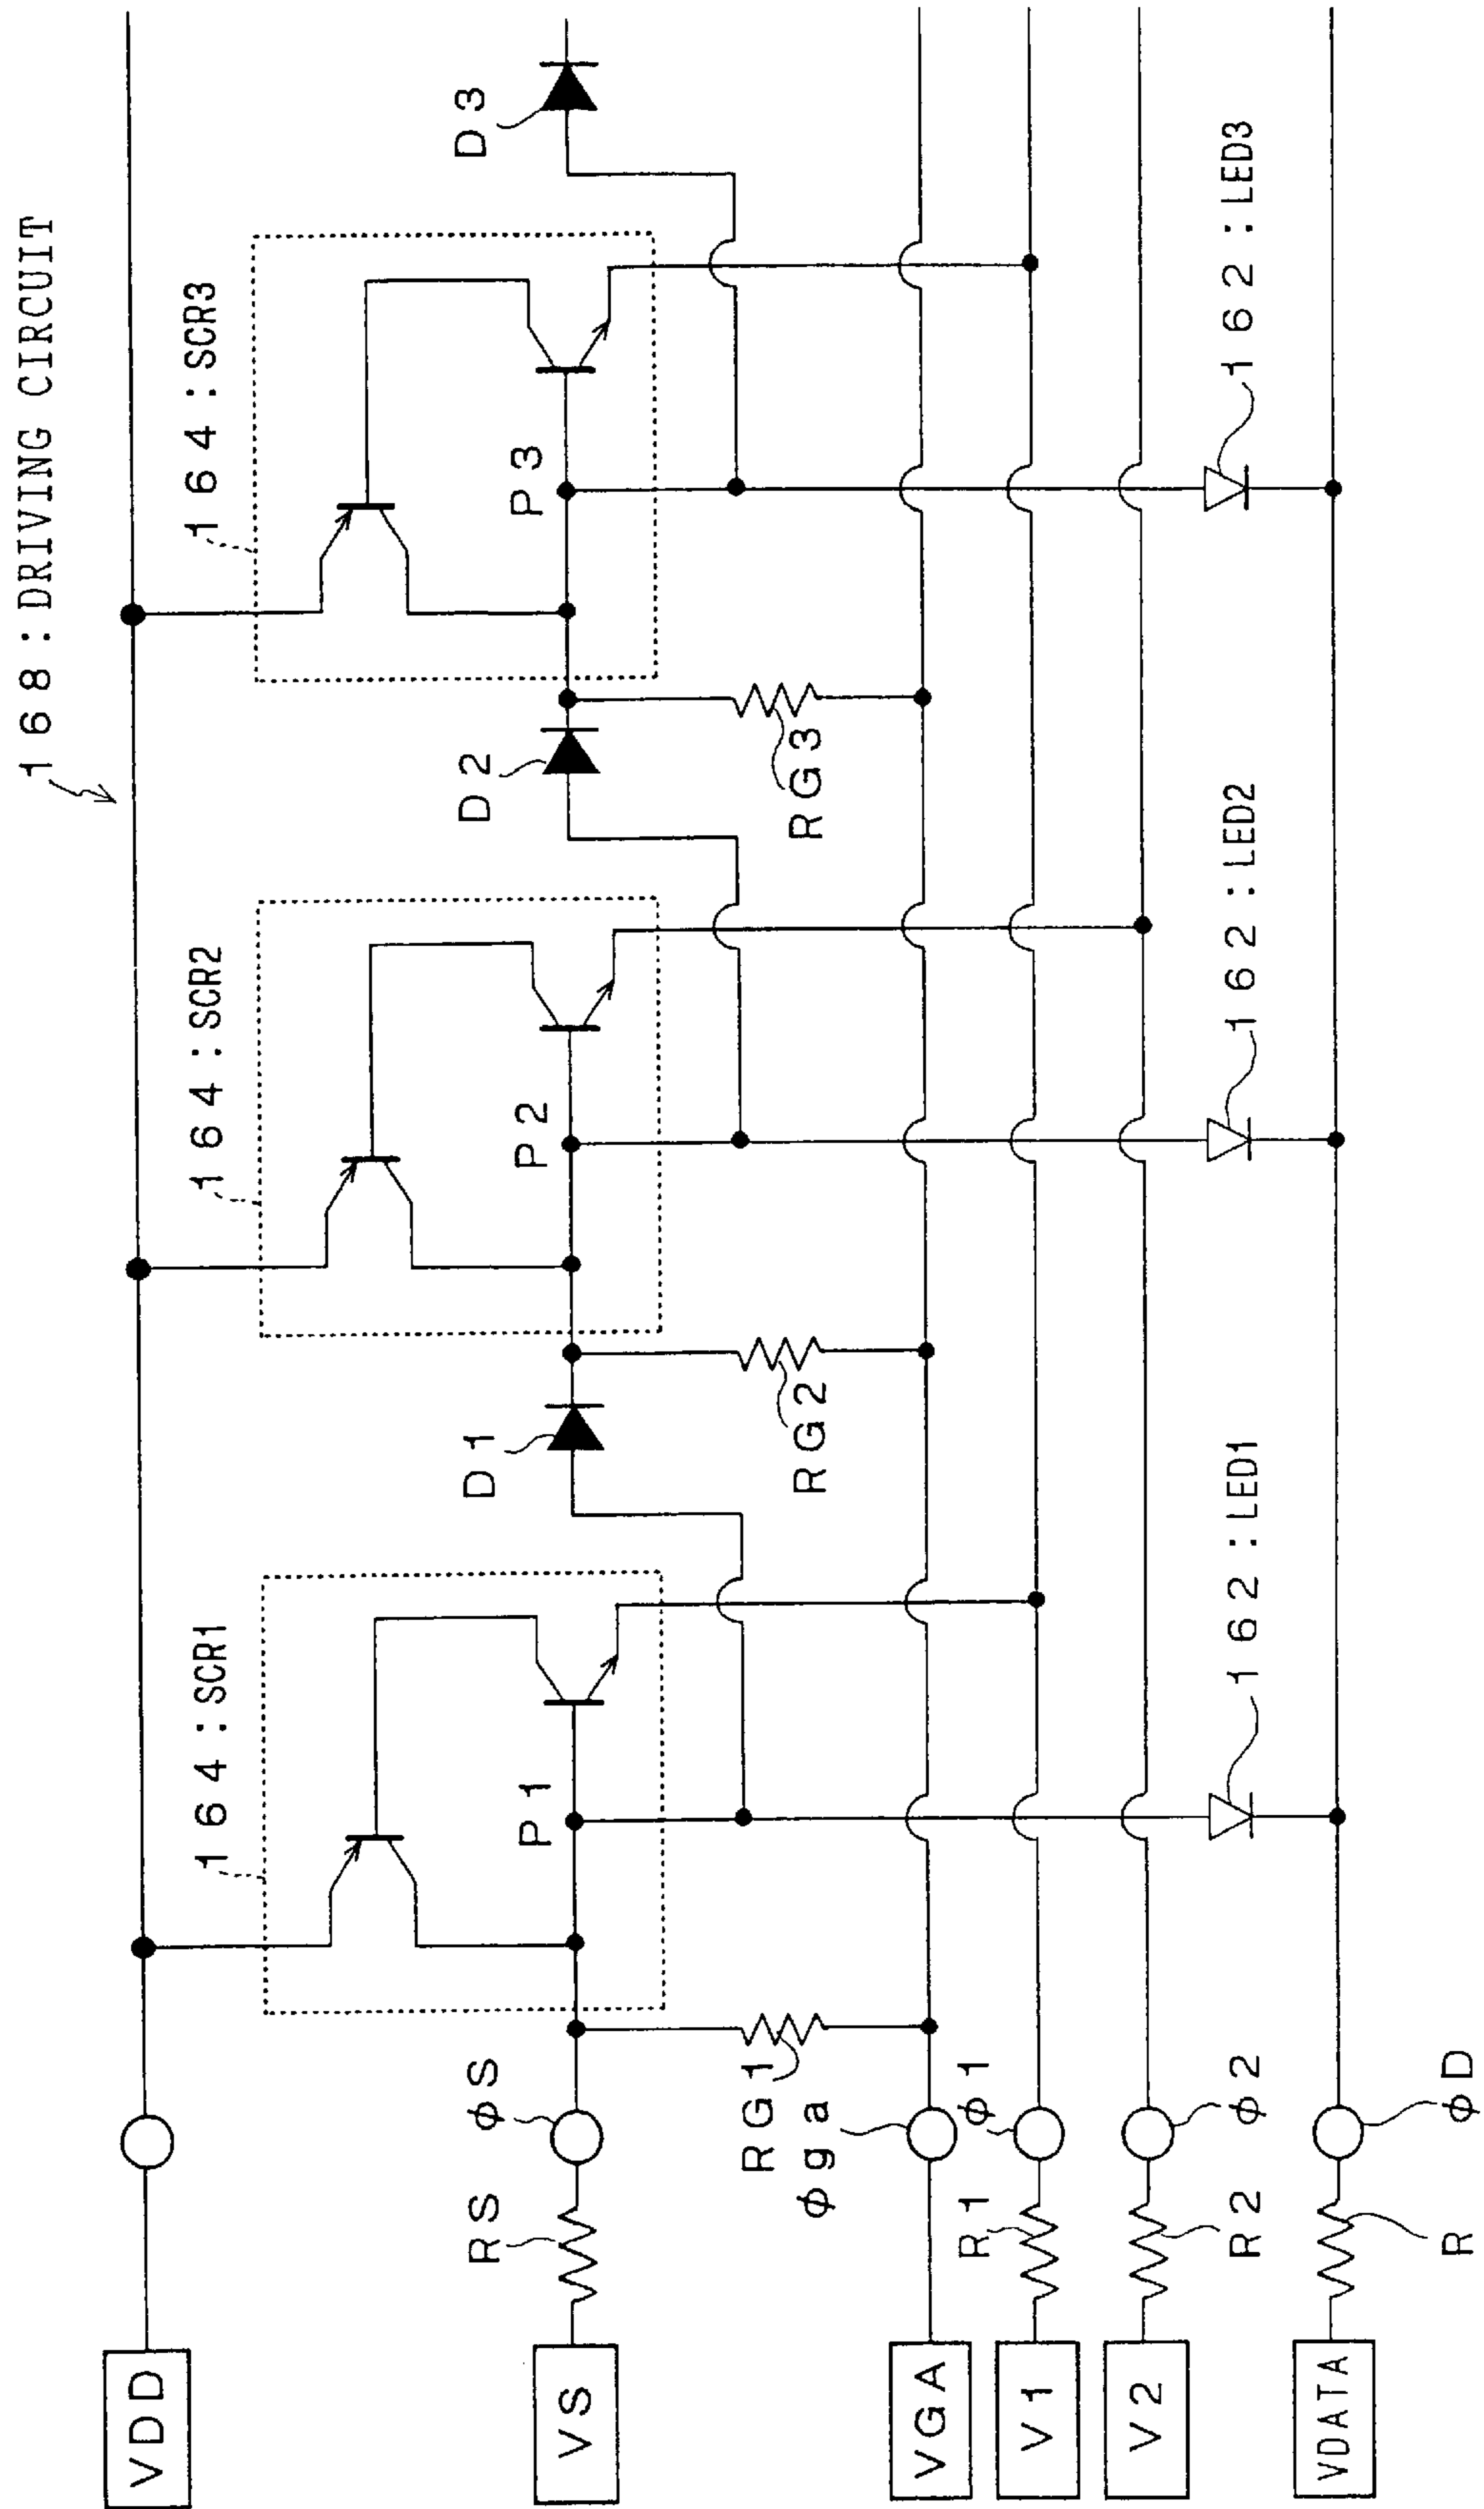 168:DRIVING CIRCUIT
164:SCR1
164:SCR2
164:SCR3
VDD
VS
RS
ΦS
P1
D1
P2
D2
P3
D3
RG1
Φga
RG2
RG3
VGA
V1
R1
Φ1
V2
R2
Φ2
162:LED1
162:LED2
162:LED3
VDATA
R
ΦD